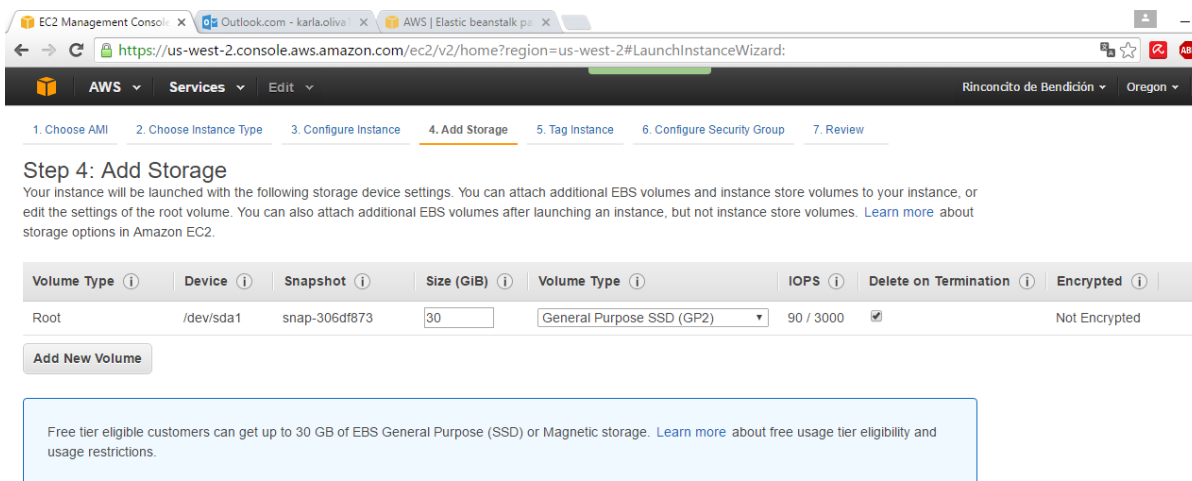 EC2 Management Console
Outlook.com - karla.oliva
AWS | Elastic beanstalk pa
https://us-west-2.console.aws.amazon.com/ec2/v2/home?region=us-west-2#LaunchInstanceWizard:
AWS Services Edit Rinconcito de Bendición Oregon
1. Choose AMI 2. Choose Instance Type 3. Configure Instance 4. Add Storage 5. Tag Instance 6. Configure Security Group 7. Review
Step 4: Add Storage
Your instance will be launched with the following storage device settings. You can attach additional EBS volumes and instance store volumes to your instance, or
edit the settings of the root volume. You can also attach additional EBS volumes after launching an instance, but not instance store volumes. Learn more about
storage options in Amazon EC2.
Volume Type Device Snapshot Size (GiB) Volume Type IOPS Delete on Termination Encrypted
Root /dev/sda1 snap-306df873 30 General Purpose SSD (GP2) 90 / 3000 Not Encrypted
Add New Volume
Free tier eligible customers can get up to 30 GB of EBS General Purpose (SSD) or Magnetic storage. Learn more about free usage tier eligibility and
usage restrictions.